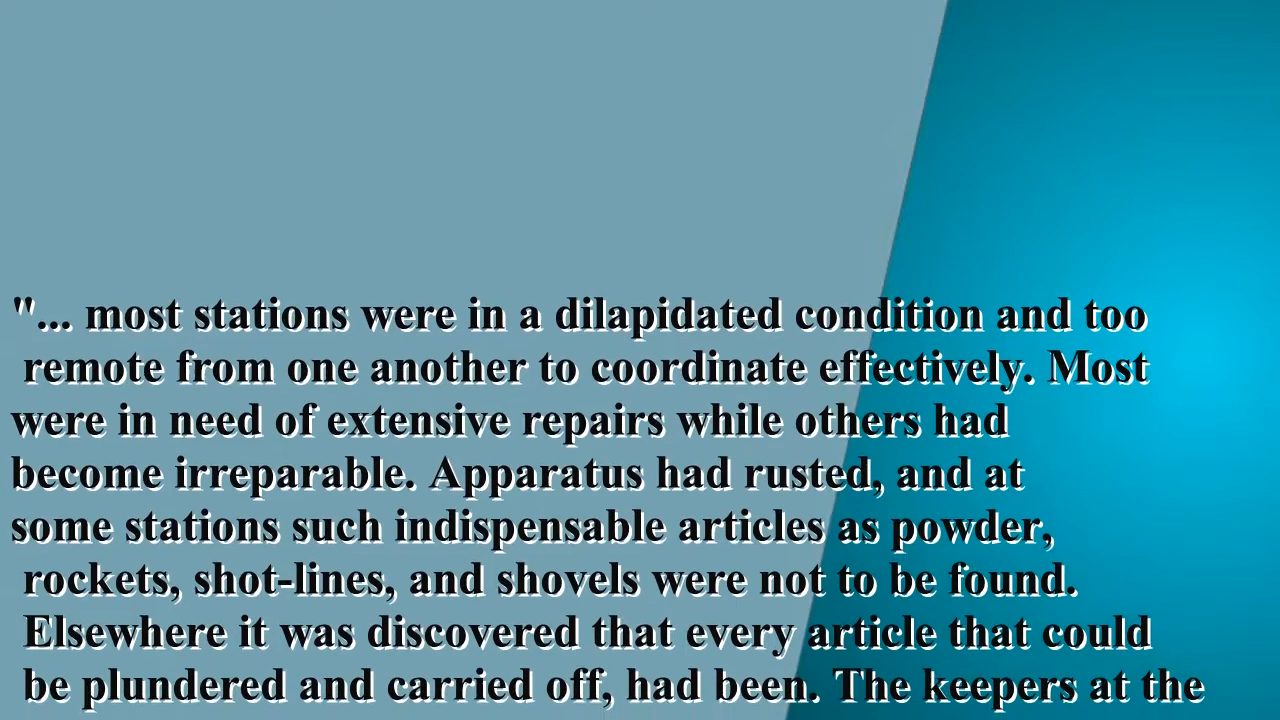 "... most stations were in a dilapidated condition and too
remote from one another to coordinate effectively. Most
were in need of extensive repairs while others had
become irreparable. Apparatus had rusted, and at
some stations such indispensable articles as powder,
rockets, shot-lines, and shovels were not to be found.
Elsewhere it was discovered that every article that could
be plundered and carried off, had been. The keepers at the